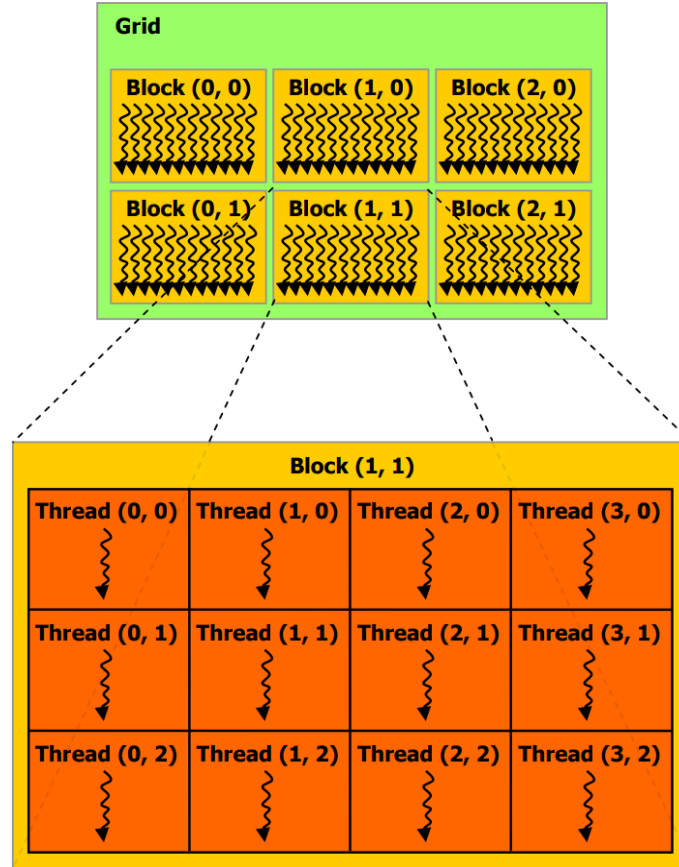 Grid
Block (0, 0) Block (1, 0) Block (2, 0)
Block (0, 1) Block (1, 1) Block (2, 1)
Block (1, 1)
Thread (0, 0) Thread (1, 0) Thread (2, 0) Thread (3, 0)
Thread (0, 1) Thread (1, 1) Thread (2, 1) Thread (3, 1)
Thread (0, 2) Thread (1, 2) Thread (2, 2) Thread (3, 2)